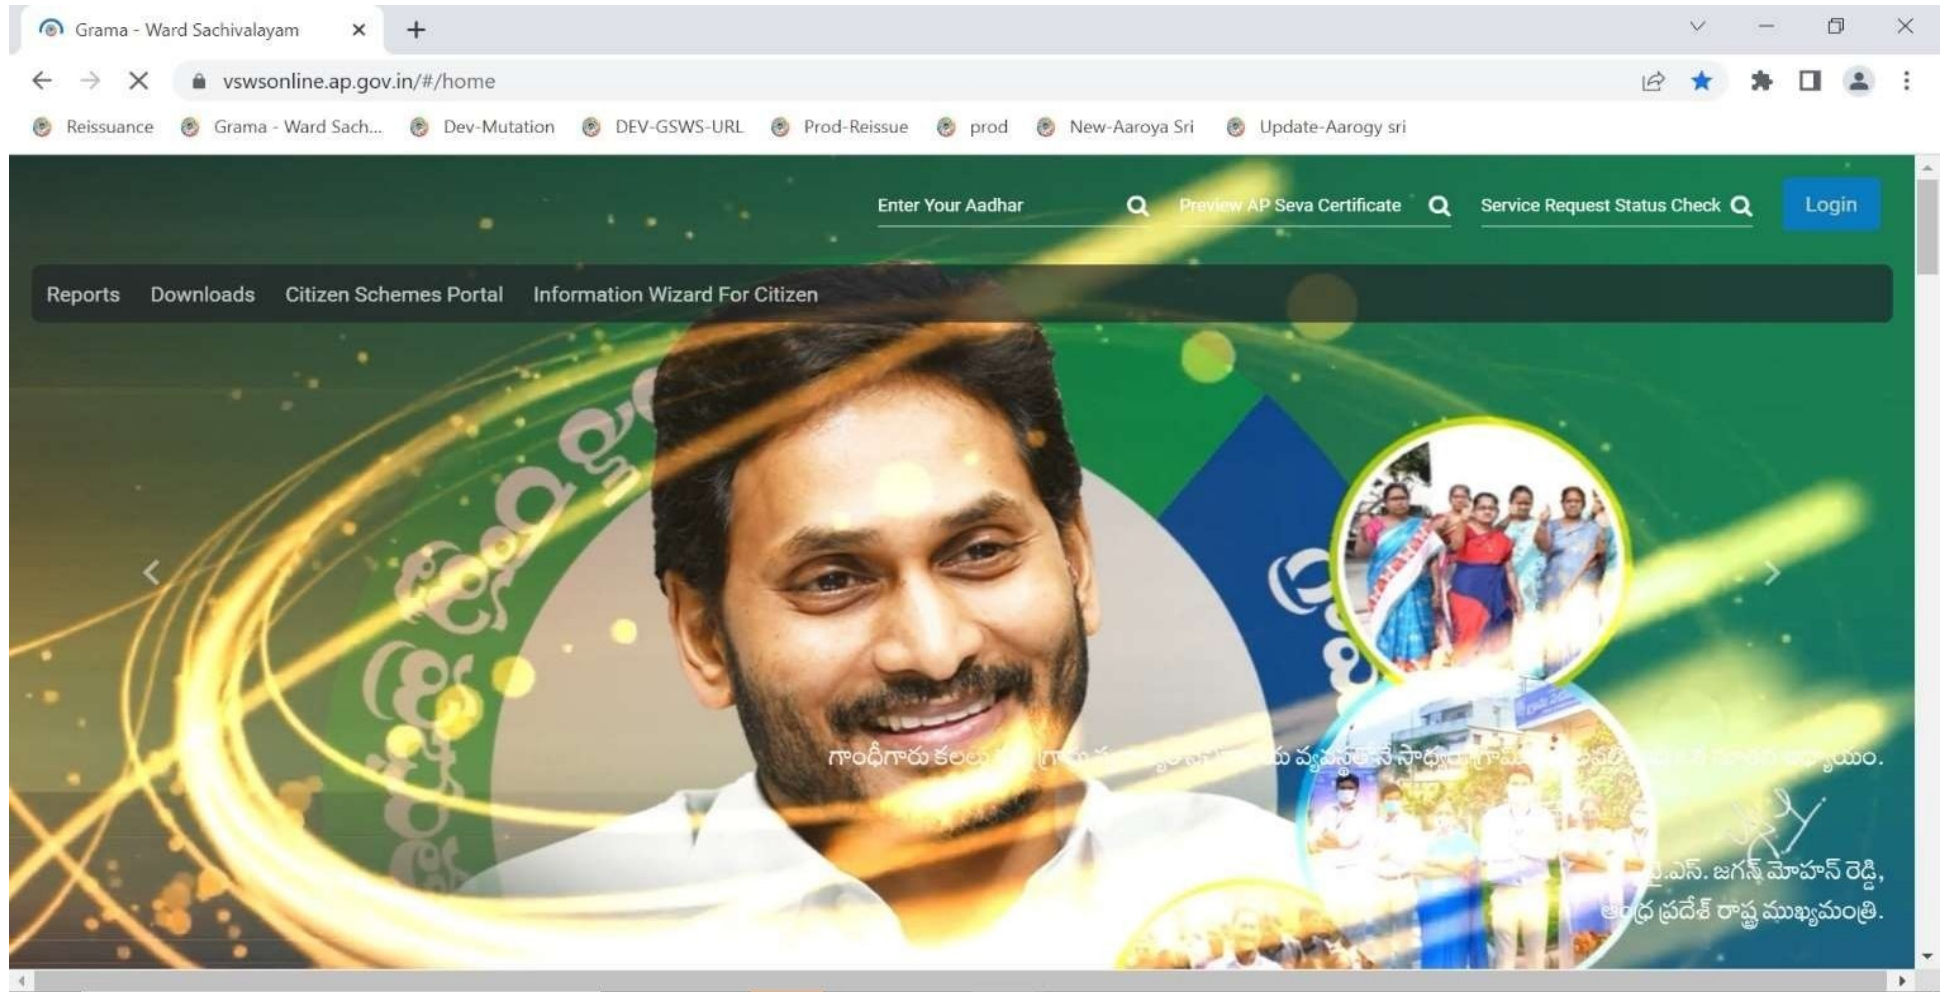 Grama - Ward Sachivalayam
vswsonline.ap.gov.in/#/home
Reissuance Grama - Ward Sach... Dev-Mutation DEV-GSWS-URL Prod-Reissue prod New-Aaroya Sri Update-Aarogy sri
Enter Your Aadhar Preview AP Seva Certificate Service Request Status Check Login
Reports Downloads Citizen Schemes Portal Information Wizard For Citizen
గాంధీగారు
.ఎస్. జగన్ మోహన్ రెడ్డి,
ఆంధ్ర ప్రదేశ్ రాష్ట్ర ముఖ్యమంత్రి.